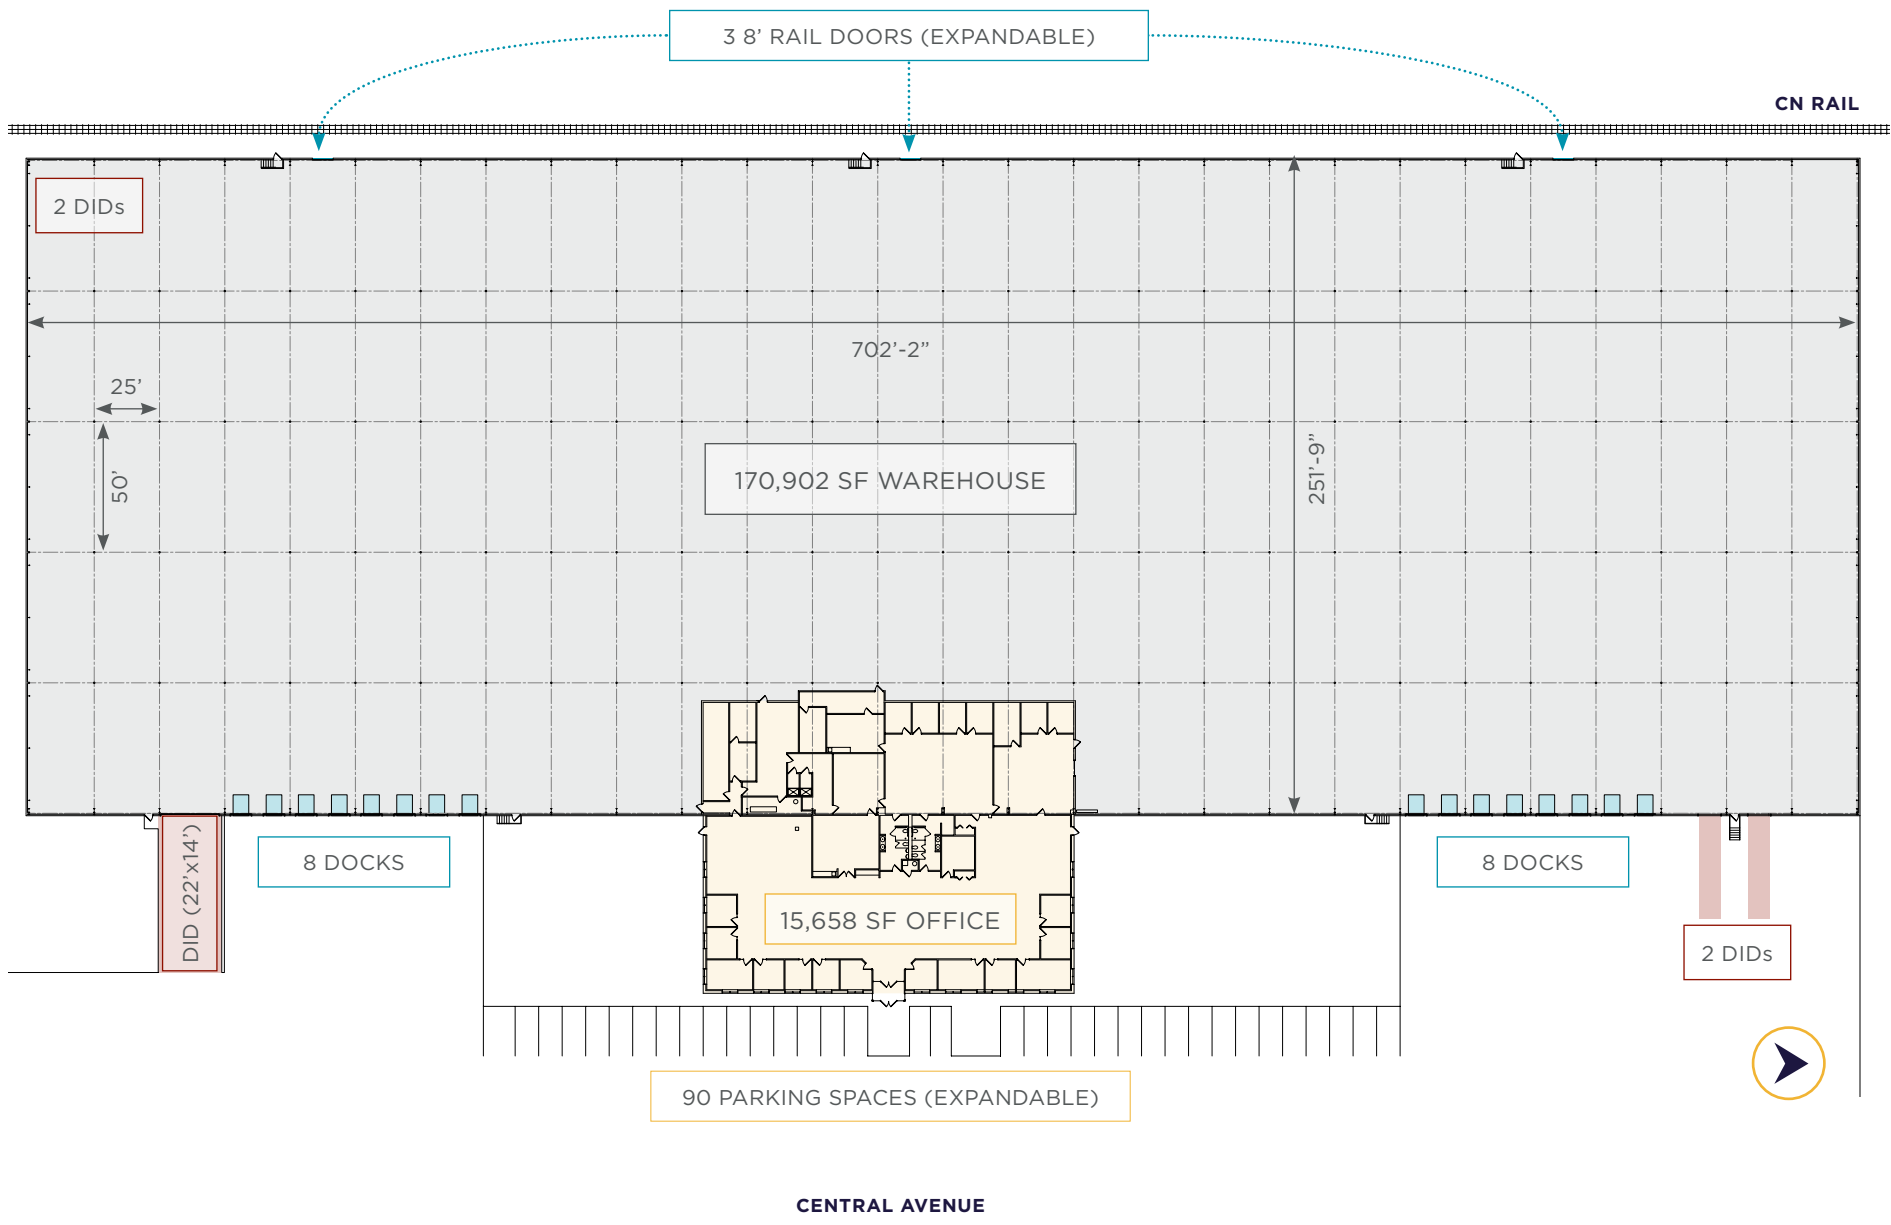 3 8’ RAIL DOORS (EXPANDABLE)
CN RAIL
2 DIDs
702’-2”
25’
50’
251’-9”
170,902 SF WAREHOUSE
DID (22’x14’)
8 DOCKS
8 DOCKS
15,658 SF OFFICE
2 DIDs
90 PARKING SPACES (EXPANDABLE)
CENTRAL AVENUE